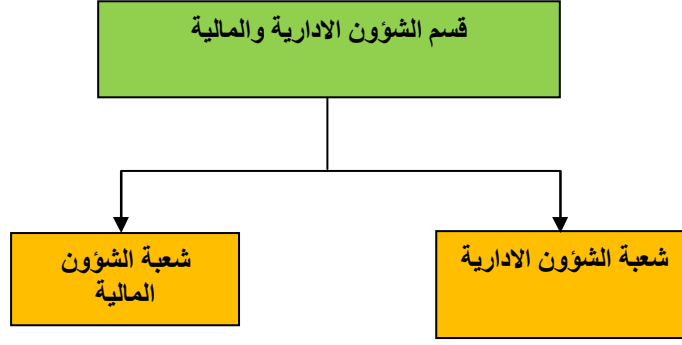 قسم الشؤون الادارية والمالية
شعبة الشؤون الادارية
شعبة الشؤون
المالية